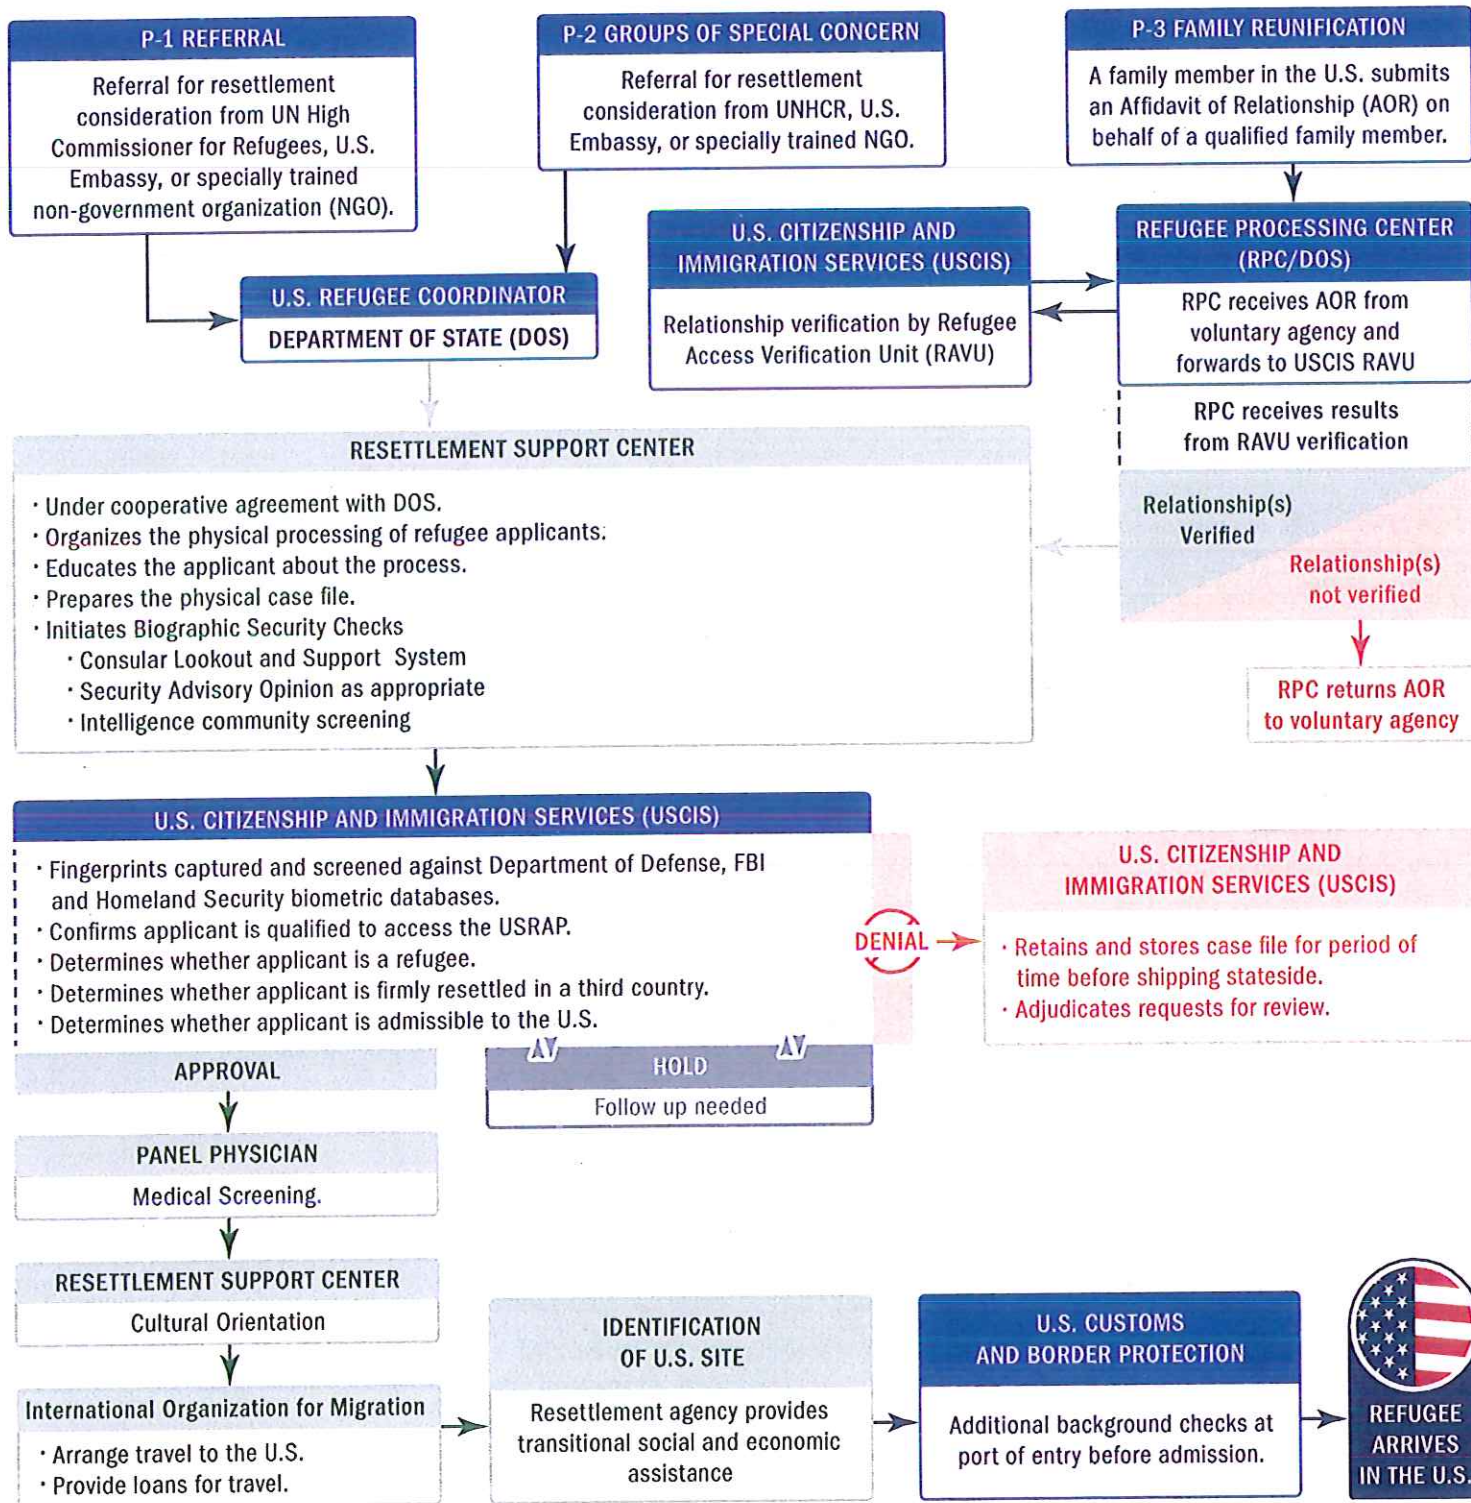 P-1 REFERRAL
Referral for resettlement
consideration from UN High
Commissioner for Refugees, U.S.
Embassy, or specially trained
non-government organization (NGO).
P-2 GROUPS OF SPECIAL CONCERN
Referral for resettlement
consideration from UNHCR, U.S.
Embassy, or specially trained NGO.
P-3 FAMILY REUNIFICATION
A family member in the U.S. submits
an Affidavit of Relationship (AOR) on
behalf of a qualified family member.
U.S. REFUGEE COORDINATOR
DEPARTMENT OF STATE (DOS)
U.S. CITIZENSHIP AND
IMMIGRATION SERVICES (USCIS)
Relationship verification by Refugee
Access Verification Unit (RAVU)
REFUGEE PROCESSING CENTER
(RPC/DOS)
RPC receives AOR from
voluntary agency and
forwards to USCIS RAVU
RPC receives results
from RAVU verification
Relationship(s)
Verified
Relationship(s)
not verified
RPC returns AOR
to voluntary agency
RESETTLEMENT SUPPORT CENTER
· Under cooperative agreement with DOS.
· Organizes the physical processing of refugee applicants.
· Educates the applicant about the process.
· Prepares the physical case file.
· Initiates Biographic Security Checks
· Consular Lookout and Support System
· Security Advisory Opinion as appropriate
· Intelligence community screening
U.S. CITIZENSHIP AND IMMIGRATION SERVICES (USCIS)
· Fingerprints captured and screened against Department of Defense, FBI
and Homeland Security biometric databases.
· Confirms applicant is qualified to access the USRAP.
· Determines whether applicant is a refugee.
· Determines whether applicant is firmly resettled in a third country.
· Determines whether applicant is admissible to the U.S.
DENIAL
U.S. CITIZENSHIP AND
IMMIGRATION SERVICES (USCIS)
· Retains and stores case file for period of
time before shipping stateside.
· Adjudicates requests for review.
APPROVAL
HOLD
Follow up needed
PANEL PHYSICIAN
Medical Screening.
RESETTLEMENT SUPPORT CENTER
Cultural Orientation
International Organization for Migration
· Arrange travel to the U.S.
· Provide loans for travel.
IDENTIFICATION
OF U.S. SITE
Resettlement agency provides
transitional social and economic
assistance
U.S. CUSTOMS
AND BORDER PROTECTION
Additional background checks at
port of entry before admission.
REFUGEE
ARRIVES
IN THE U.S.